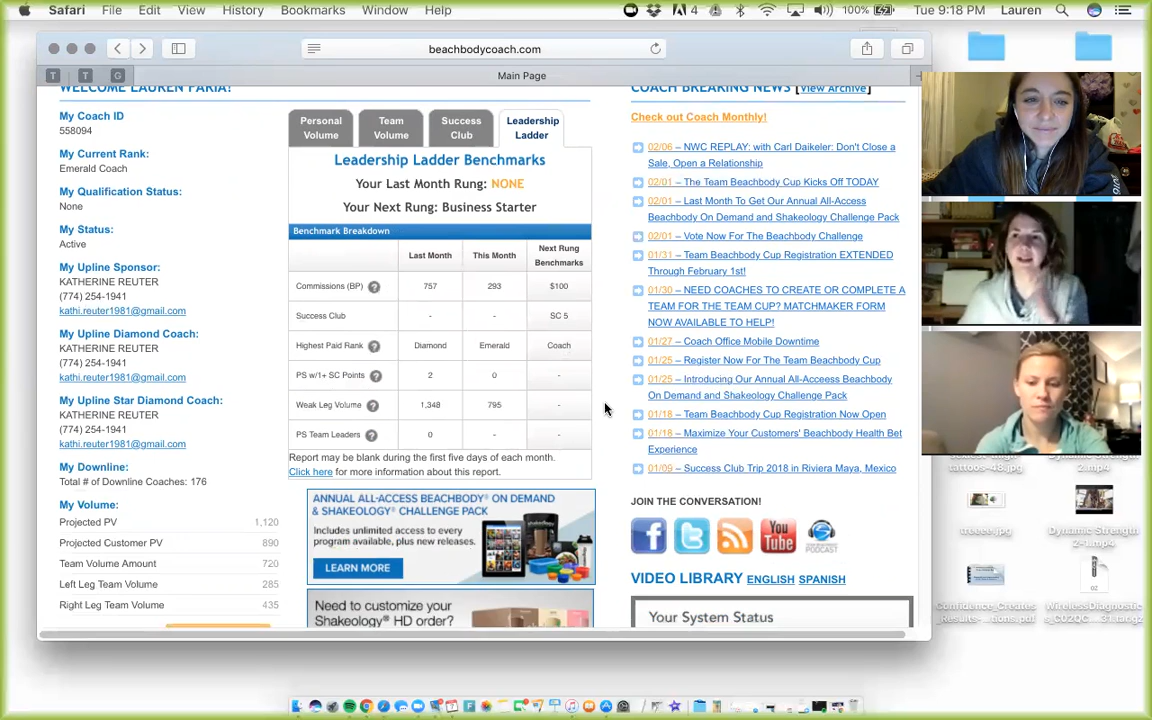 Safari File Edit View History Bookmarks Window Help
4 100% Tue 9:18 PM Lauren
beachbodycoach.com
T T G Main Page
WELCOME LAUREN FARIA!
My Coach ID
558094
My Current Rank:
Emerald Coach
My Qualification Status:
None
My Status:
Active
My Upline Sponsor:
KATHERINE REUTER
(774) 254-1941
kathi.reuter1981@gmail.com
My Upline Diamond Coach:
KATHERINE REUTER
(774) 254-1941
kathi.reuter1981@gmail.com
My Upline Star Diamond Coach:
KATHERINE REUTER
(774) 254-1941
kathi.reuter1981@gmail.com
My Downline:
Total # of Downline Coaches: 176
My Volume:
Projected PV 1,120
Projected Customer PV 890
Team Volume Amount 720
Left Leg Team Volume 285
Right Leg Team Volume 435
Personal Volume
Team Volume
Success Club
Leadership Ladder
Leadership Ladder Benchmarks
Your Last Month Rung: NONE
Your Next Rung: Business Starter
Benchmark Breakdown
Last Month This Month Next Rung Benchmarks
Commissions (BP) ? 757 293 $100
Success Club - - SC 5
Highest Paid Rank ? Diamond Emerald Coach
PS w/1+ SC Points ? 2 0 -
Weak Leg Volume ? 1,348 795 -
PS Team Leaders ? 0 - -
Report may be blank during the first five days of each month.
Click here for more information about this report.
ANNUAL ALL-ACCESS BEACHBODY® ON DEMAND
& SHAKEOLOGY® CHALLENGE PACK
Includes unlimited access to every
program available, plus new releases.
LEARN MORE
Need to customize your
Shakeology® HD order?
COACH BREAKING NEWS [View Archive]
Check out Coach Monthly!
02/06 – NWC REPLAY: with Carl Daikeler: Don't Close a
Sale, Open a Relationship
02/01 – The Team Beachbody Cup Kicks Off TODAY
02/01 – Last Month To Get Our Annual All-Access
Beachbody On Demand and Shakeology Challenge Pack
02/01 – Vote Now For The Beachbody Challenge
01/31 – Team Beachbody Cup Registration EXTENDED
Through February 1st!
01/30 – NEED COACHES TO CREATE OR COMPLETE A
TEAM FOR THE TEAM CUP? MATCHMAKER FORM
NOW AVAILABLE TO HELP!
01/27 – Coach Office Mobile Downtime
01/25 – Register Now For The Team Beachbody Cup
01/25 – Introducing Our Annual All-Acceess Beachbody
On Demand and Shakeology Challenge Pack
01/18 – Team Beachbody Cup Registration Now Open
01/18 – Maximize Your Customers' Beachbody Health Bet
Experience
01/09 – Success Club Trip 2018 in Riviera Maya, Mexico
JOIN THE CONVERSATION!
You Tube
PODCAST
VIDEO LIBRARY ENGLISH SPANISH
Your System Status
tattoos-48.jpg
2.mp4
Dynamic Strength
2-1.mp4
Confidence_Creates